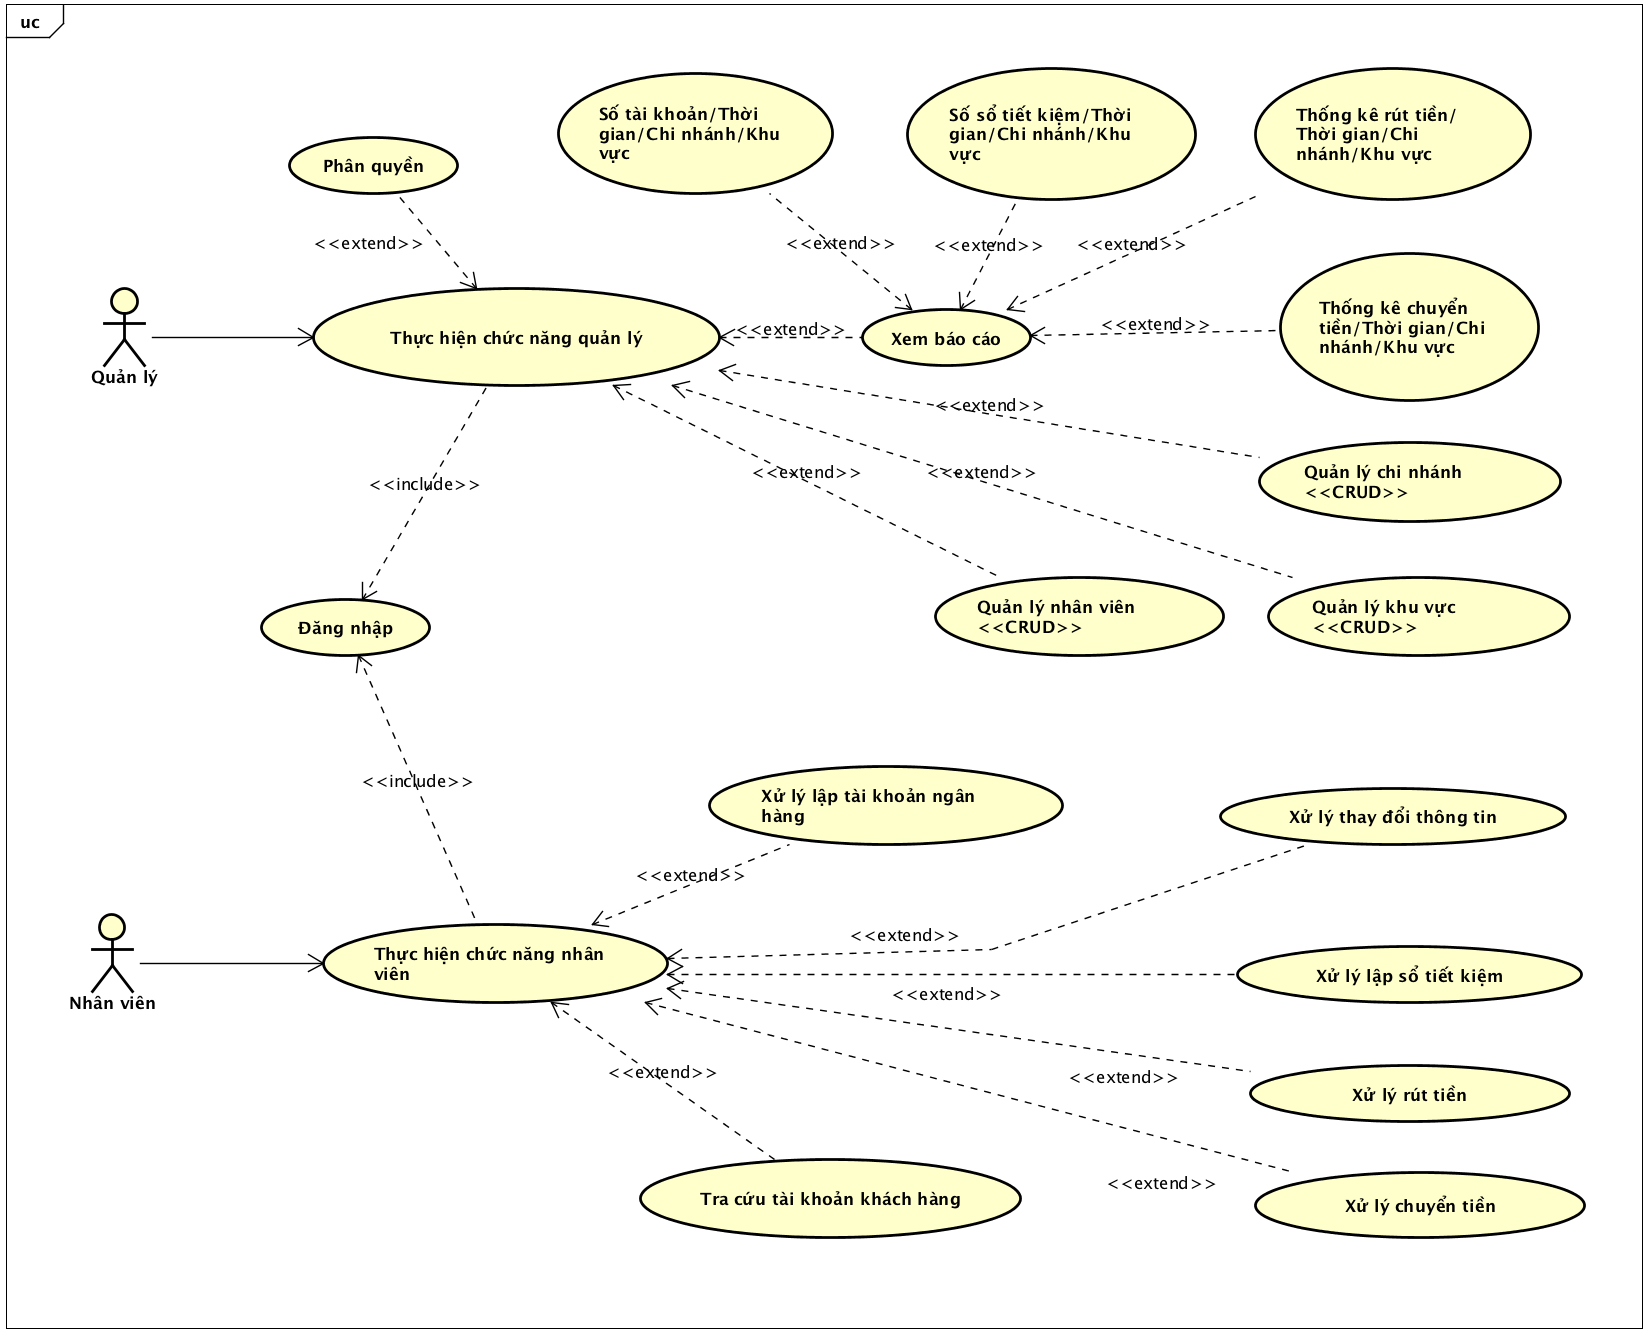 uc
Số tài khoản/Thời
gian/Chi nhánh/Khu
vực
Số sổ tiết kiệm/Thời
gian/Chi nhánh/Khu
vực
Thống kê rút tiền/
Thời gian/Chi
nhánh/Khu vực
Phân quyền
<<extend>>
<<extend>>
<<extend>>
<<extend>>
Thống kê chuyển
tiền/Thời gian/Chi
nhánh/Khu vực
Quản lý
Thực hiện chức năng quản lý
<<extend>>
Xem báo cáo
<<extend>>
<<extend>>
<<extend>>
<<extend>>
Quản lý chi nhánh
<<CRUD>>
<<include>>
Đăng nhập
Quản lý nhân viên
<<CRUD>>
Quản lý khu vực
<<CRUD>>
<<include>>
Xử lý lập tài khoản ngân
hàng
Xử lý thay đổi thông tin
<<extend>>
<<extend>>
Nhân viên
Thực hiện chức năng nhân
viên
Xử lý lập sổ tiết kiệm
<<extend>>
<<extend>>
<<extend>>
Xử lý rút tiền
<<extend>>
Tra cứu tài khoản khách hàng
Xử lý chuyển tiền